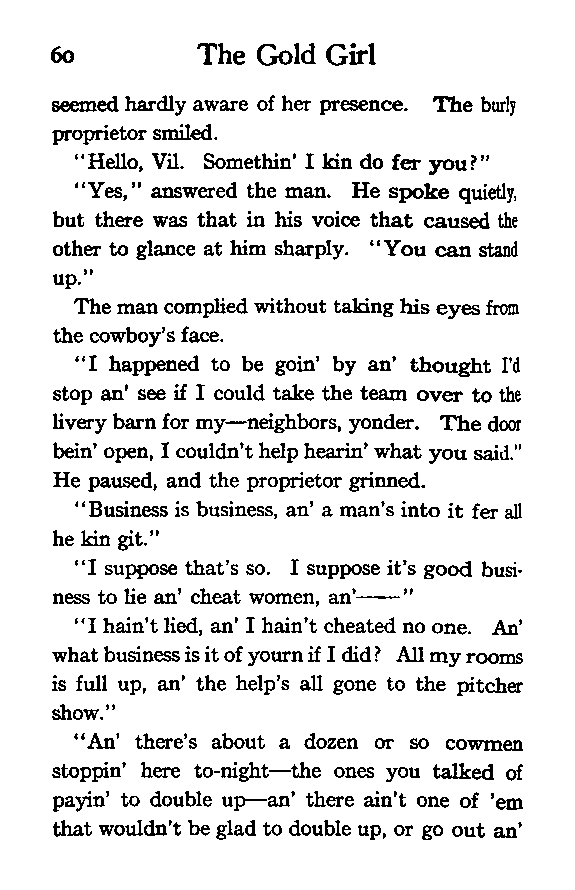 60 The Gold Girl
seemed hardly aware of her presence. The burly
proprietor smiled.
"Hello, Vil. Somethin' I kin do fer you?"
"Yes," answered the man. He spoke quietly,
but there was that in his voice that caused the
other to glance at him sharply. "You can stand
up."
The man complied without taking his eyes from
the cowboy's face.
"I happened to be goin' by an' thought I'd
stop an' see if I could take the team over to the
livery barn for my—neighbors, yonder. The door
bein' open, I couldn't help hearin' what you said."
He paused, and the proprietor grinned.
"Business is business, an' a man's into it fer all
he kin git."
"I suppose that's so. I suppose it's good busi-
ness to lie an' cheat women, an'——"
"I hain't lied, an' I hain't cheated no one. An'
what business is it of yourn if I did? All my rooms
is full up, an' the help's all gone to the pitcher
show."
"An' there's about a dozen or so cowmen
stoppin' here to-night—the ones you talked of
payin' to double up—an' there ain't one of 'em
that wouldn't be glad to double up, or go out an'